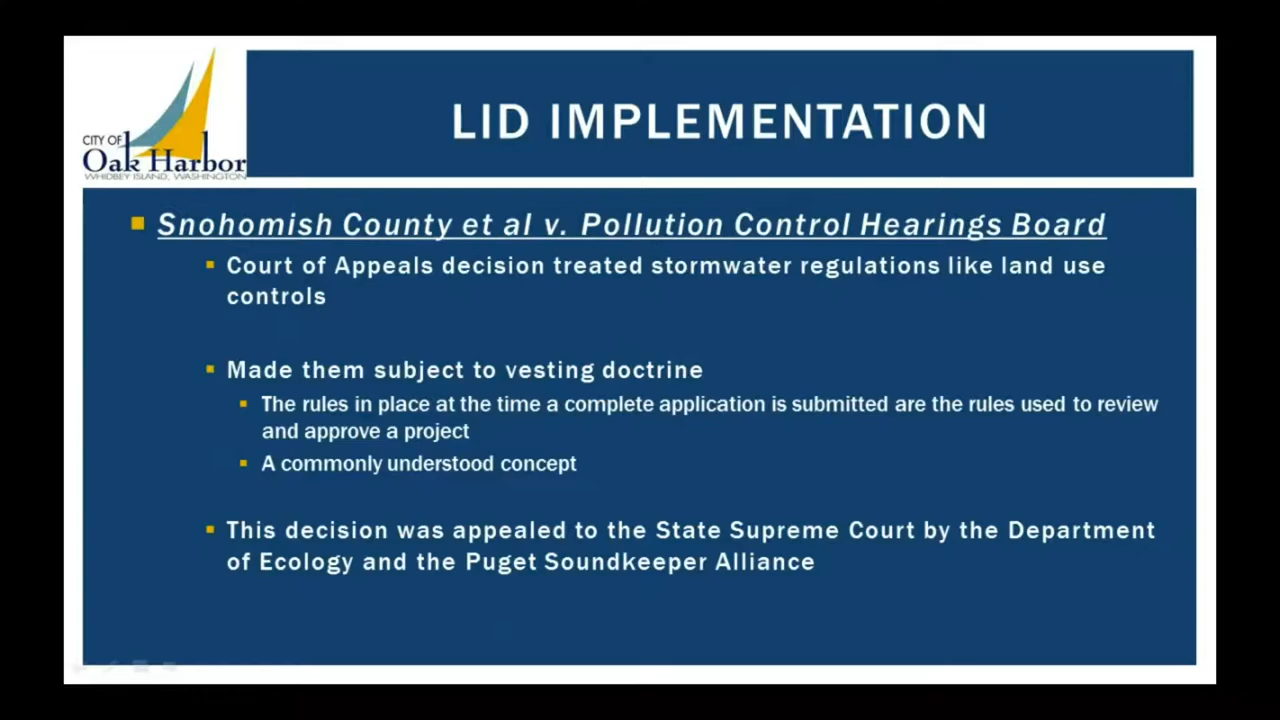 CITY OF
Oak Harbor
WHIDBEY ISLAND, WASHINGTON
LID IMPLEMENTATION
Snohomish County et al v. Pollution Control Hearings Board
Court of Appeals decision treated stormwater regulations like land use
controls
Made them subject to vesting doctrine
The rules in place at the time a complete application is submitted are the rules used to review
and approve a project
A commonly understood concept
This decision was appealed to the State Supreme Court by the Department
of Ecology and the Puget Soundkeeper Alliance